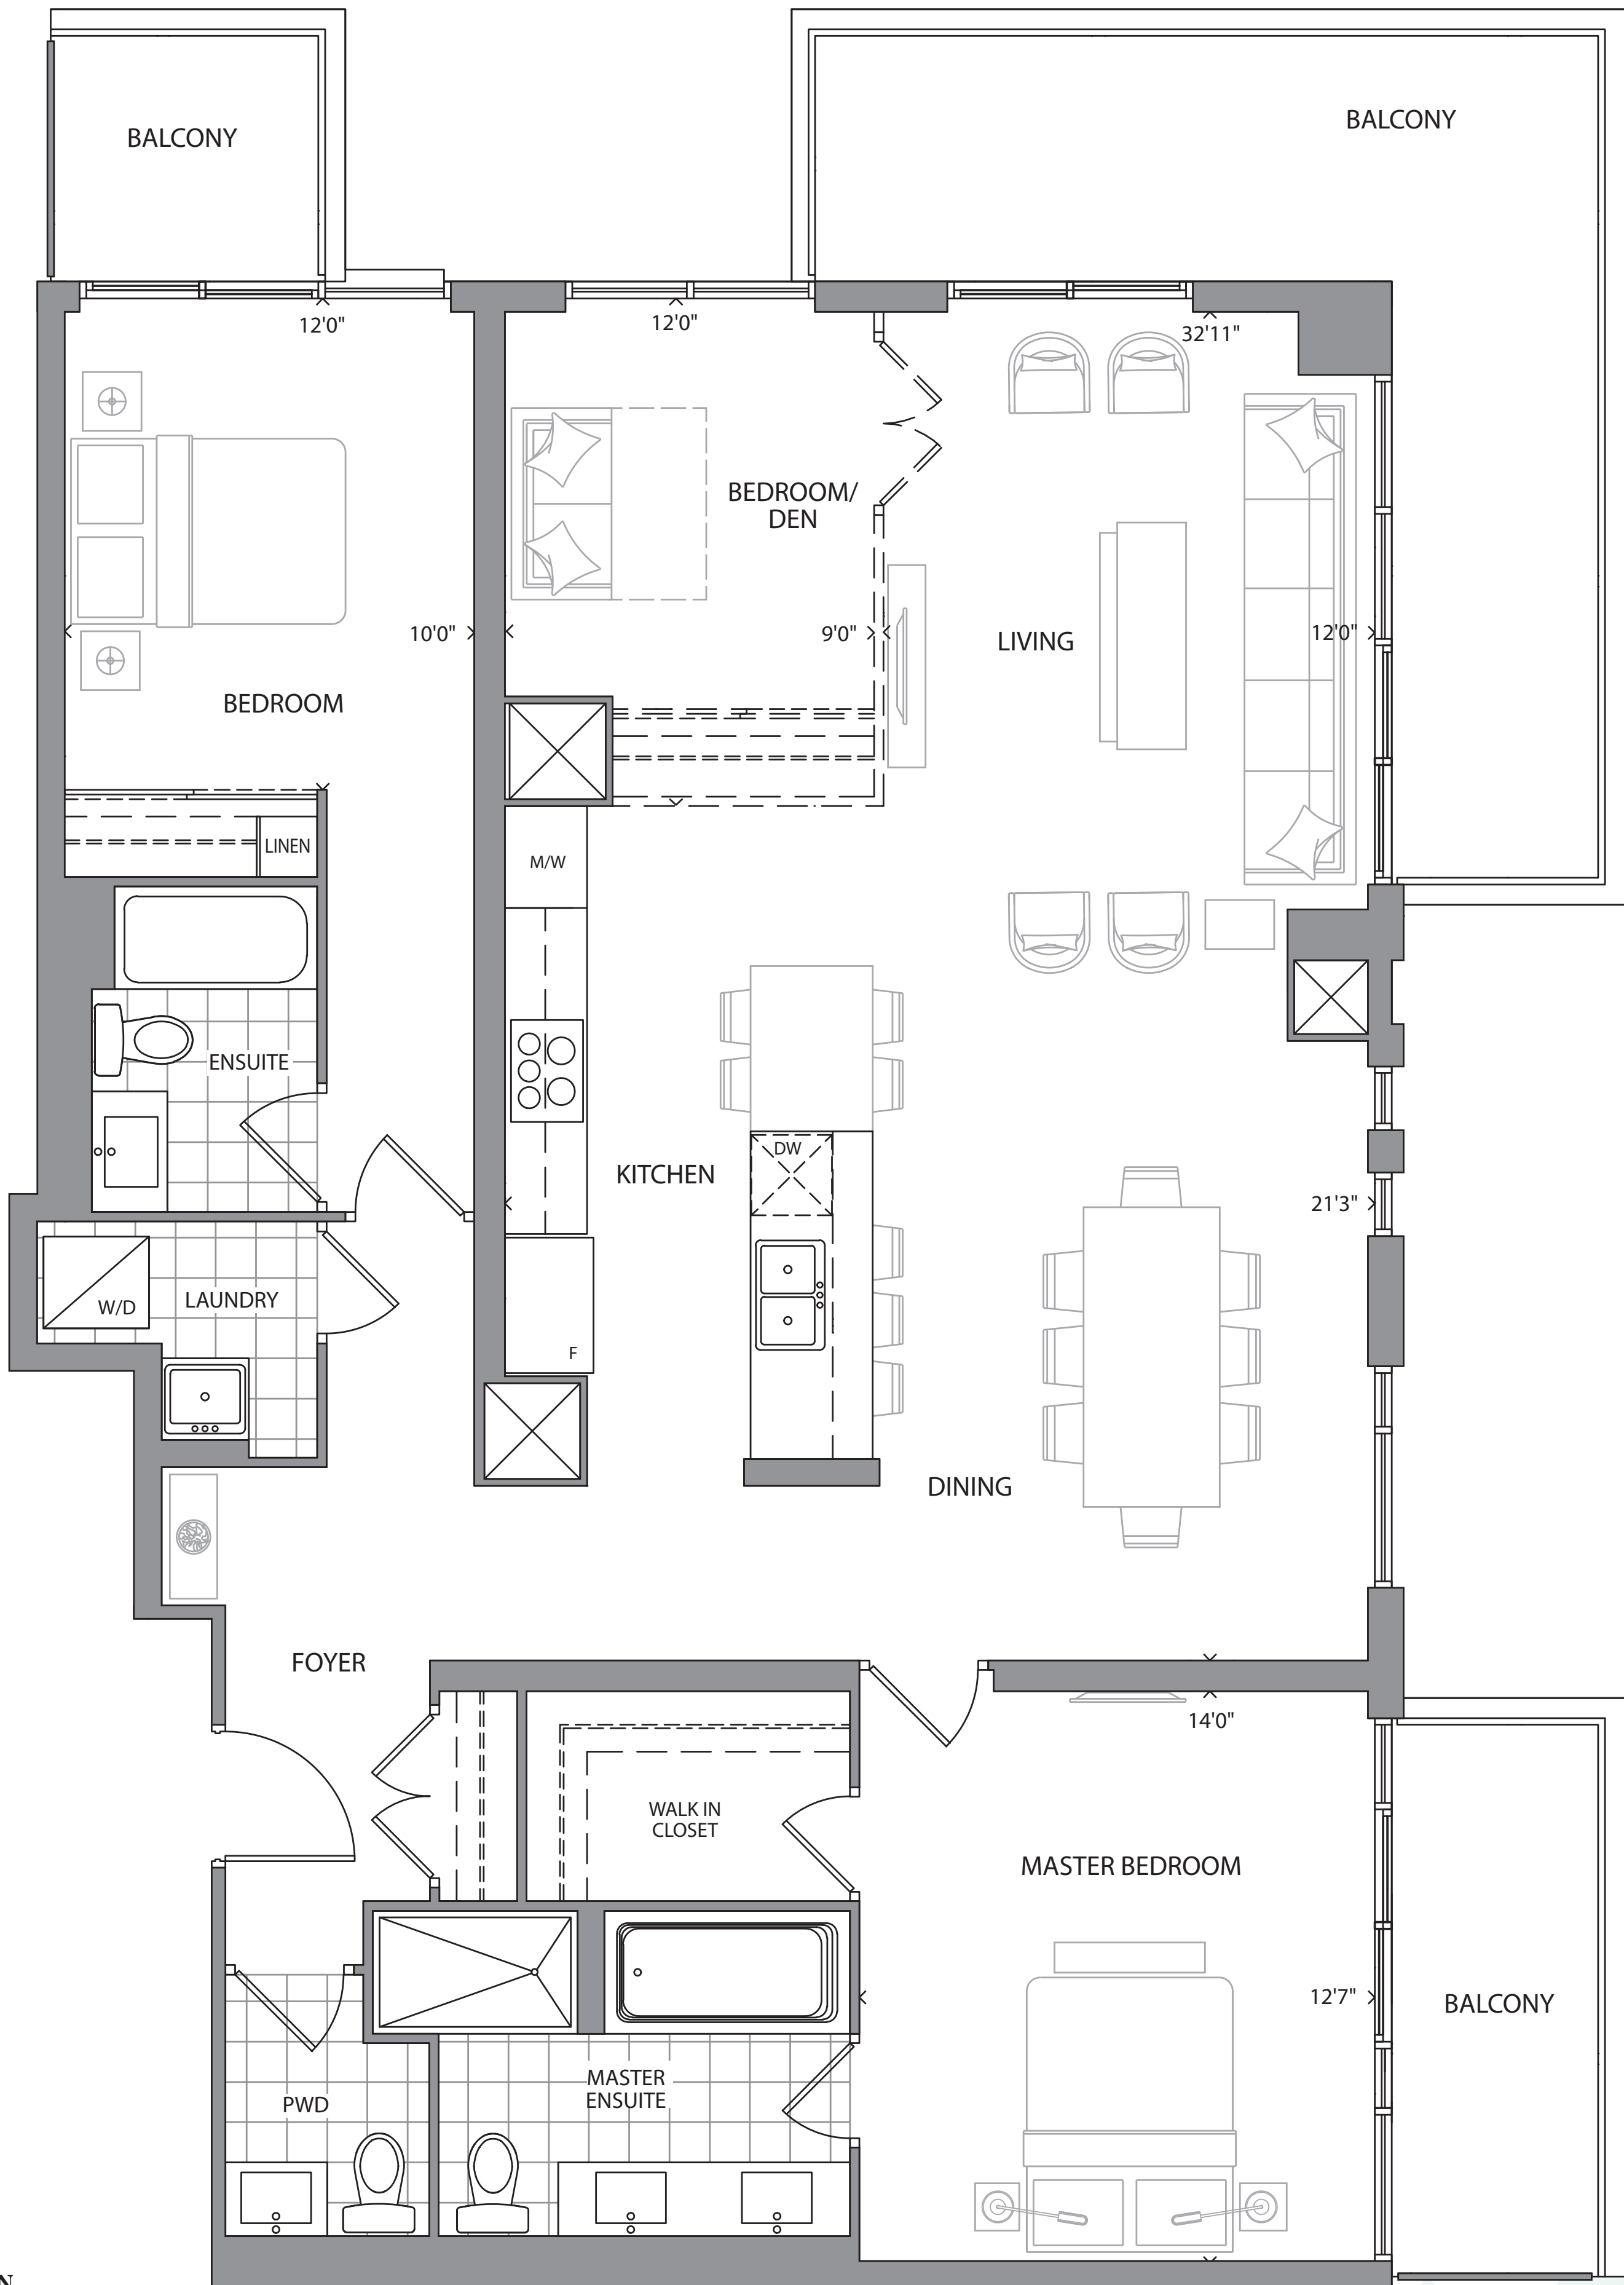 BALCONY
BALCONY
12'0"
12'0"
32'11"
BEDROOM/
DEN
10'0"
9'0"
LIVING
12'0"
BEDROOM
LINEN
M/W
ENSUITE
DW
KITCHEN
21'3"
LAUNDRY
W/D
F
DINING
FOYER
14'0"
WALK IN
CLOSET
MASTER BEDROOM
12'7"
BALCONY
MASTER
ENSUITE
PWD
N